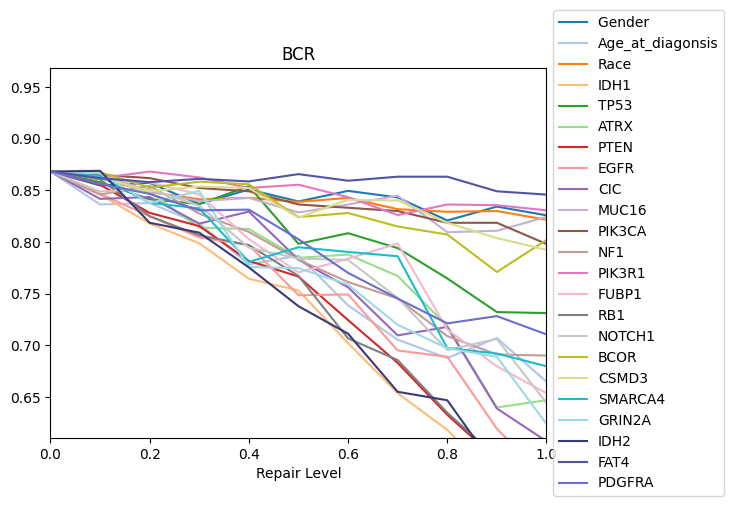 BCR
0.95
0.90
0.85
0.80
0.75
0.70
0.65
0.0
0.2
0.4
0.6
0.8
1.0
Repair Level
Gender
Age_at_diagonsis
Race
IDH1
TP53
ATRX
PTEN
EGFR
CIC
MUC16
PIK3CA
NF1
PIK3R1
FUBP1
RB1
NOTCH1
BCOR
CSMD3
SMARCA4
GRIN2A
IDH2
FAT4
PDGFRA